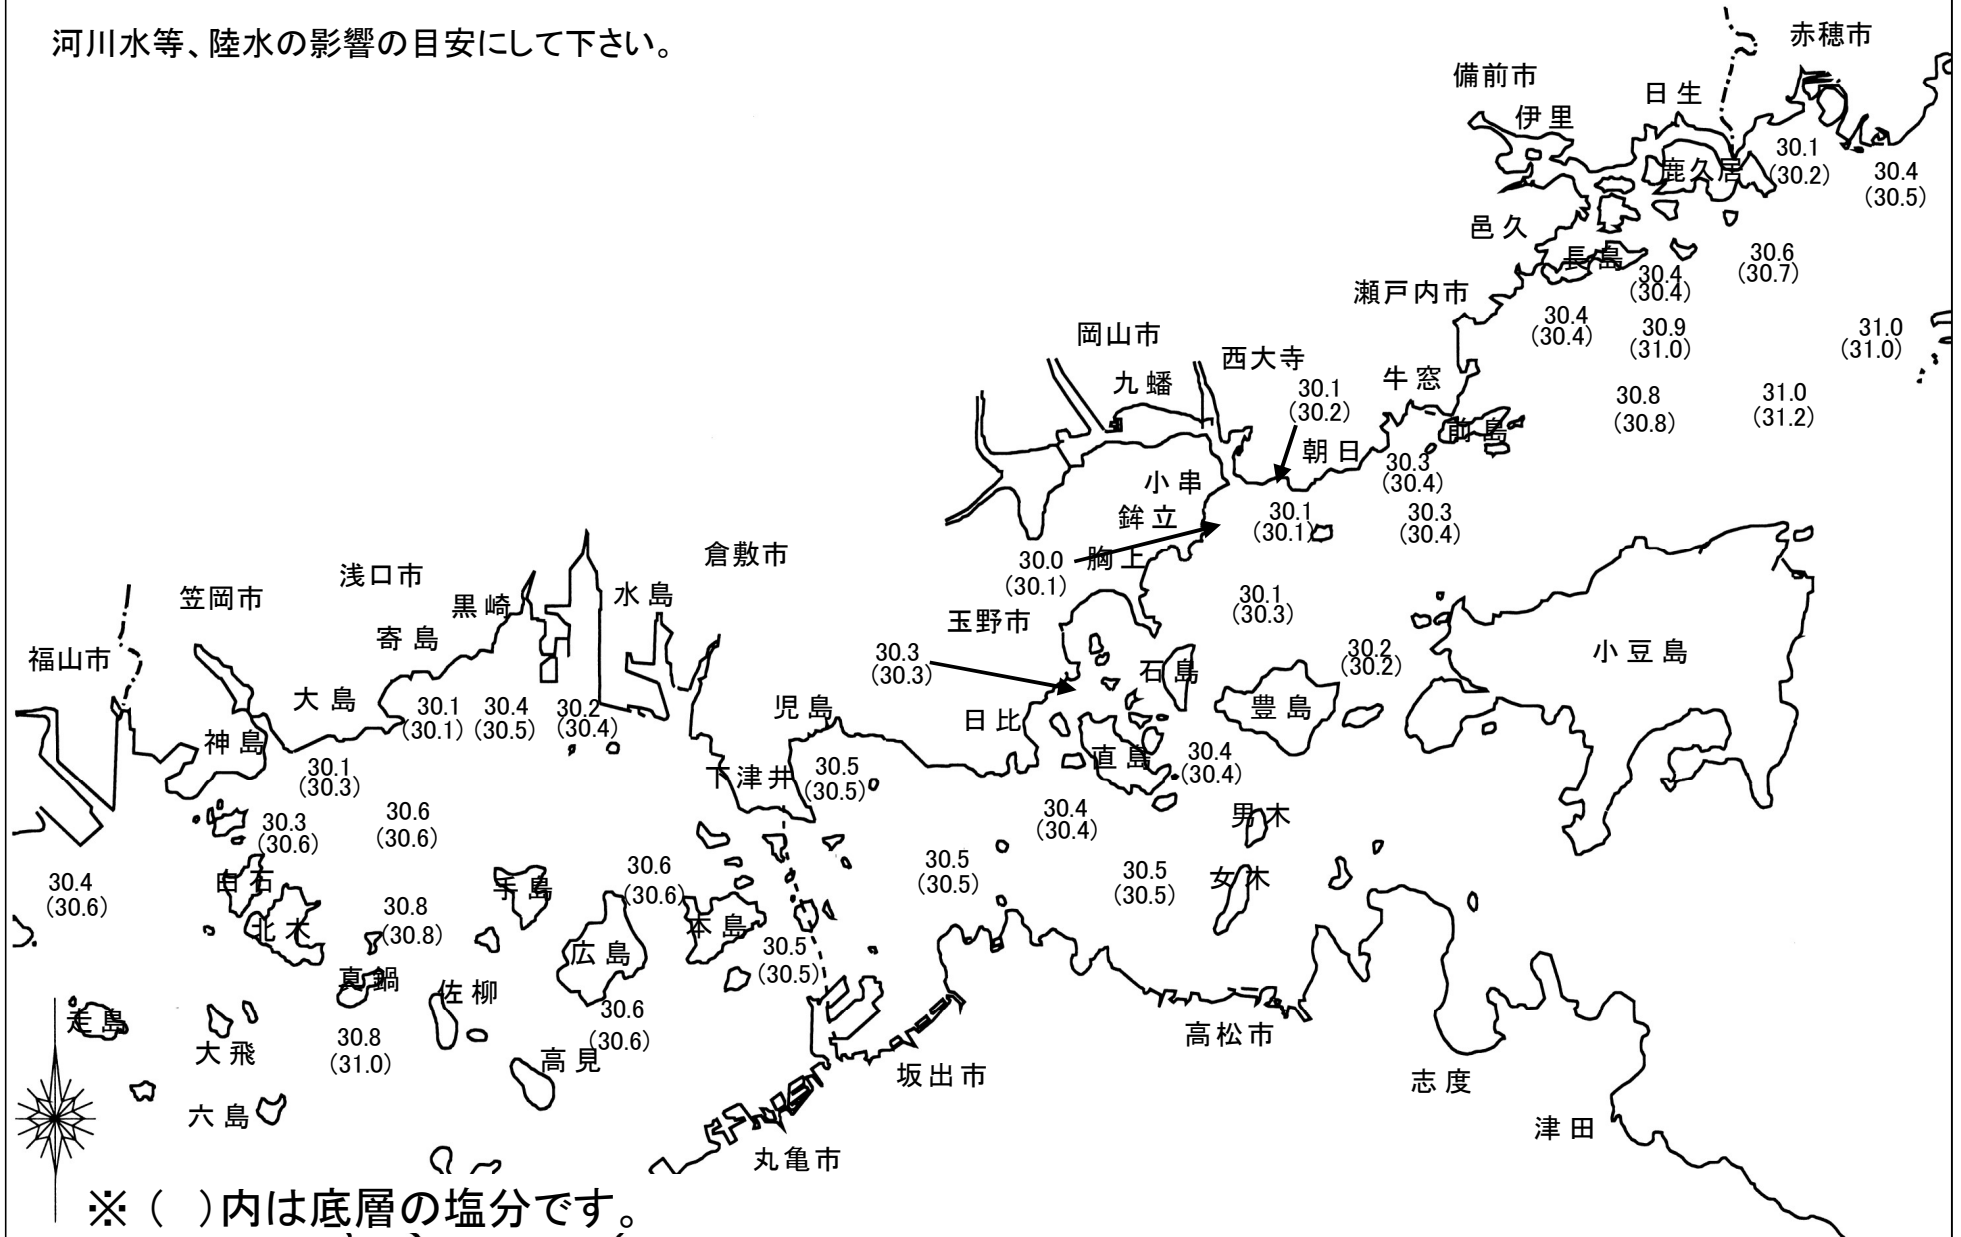 河川水等、陸水の影響の目安にして下さい。
赤穂市
備前市
日生
伊里
30.1
(30.2)
鹿久居
30.4
(30.5)
邑久
長島
30.6
(30.7)
30.4
(30.4)
瀬戸内市
30.4
(30.4)
30.9
(31.0)
31.0
(31.0)
岡山市
西大寺
九蟠
牛窓
30.1
(30.2)
30.8
(30.8)
31.0
(31.2)
前島
朝日
30.3
(30.4)
小串
鉾立
30.1
(30.1)
30.3
(30.4)
胸上
30.0
(30.1)
倉敷市
浅口市
笠岡市
黒崎
水島
30.1
(30.3)
玉野市
寄島
福山市
30.3
(30.3)
石島
30.2
(30.2)
小豆島
大島
30.1
(30.1)
30.4
(30.5)
30.2
(30.4)
児島
日比
豊島
神島
30.1
(30.3)
下津井
30.5
(30.5)
直島
30.4
(30.4)
30.3
(30.6)
30.6
(30.6)
30.4
(30.4)
男木
30.4
(30.6)
白石
手島
30.6
(30.6)
30.5
(30.5)
30.5
(30.5)
女木
北木
30.8
(30.8)
広島
本島
30.5
(30.5)
真鍋
佐柳
走島
30.6
(30.6)
大飛
30.8
(31.0)
高見
高松市
坂出市
志度
六島
津田
丸亀市
※（ ）内は底層の塩分です。